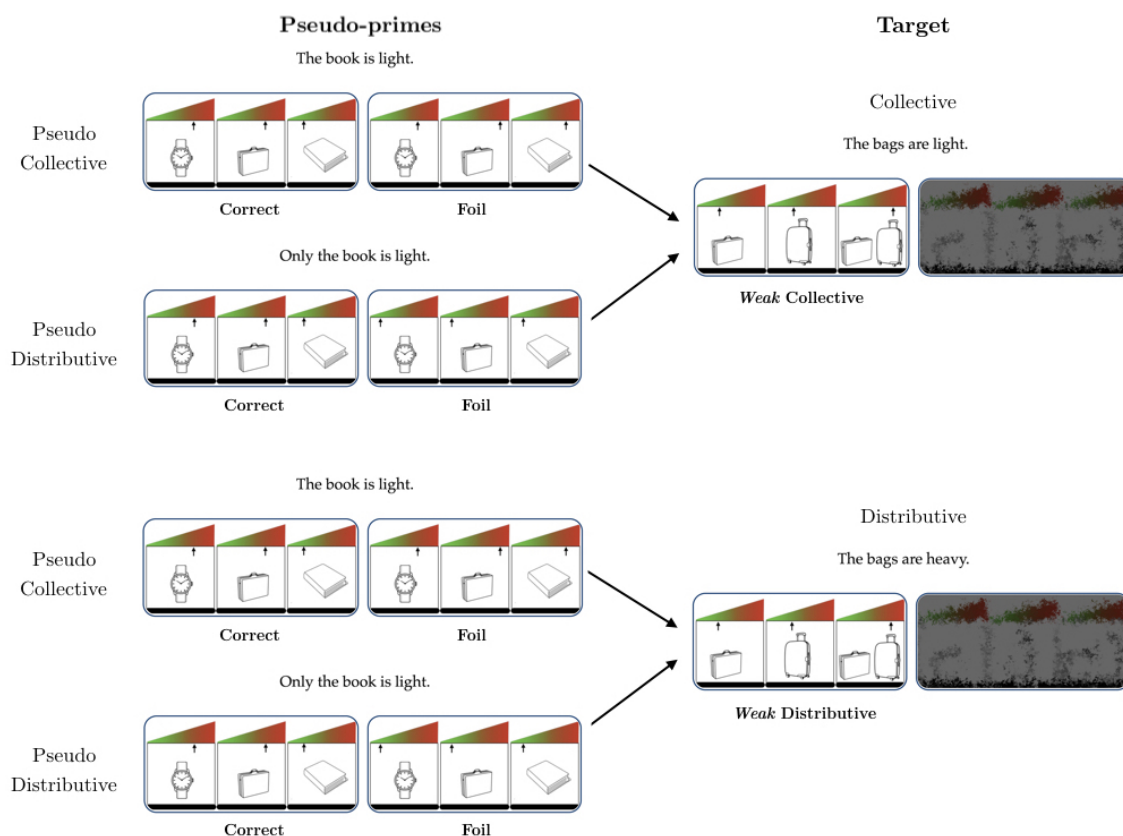 Pseudo-primes
Target
The book is light.
Pseudo
Collective
Correct
Foil
Only the book is light.
Pseudo
Distributive
Correct
Foil
Collective
The bags are light.
Weak Collective
The book is light.
Pseudo
Collective
Correct
Foil
Only the book is light.
Pseudo
Distributive
Correct
Foil
Distributive
The bags are heavy.
Weak Distributive